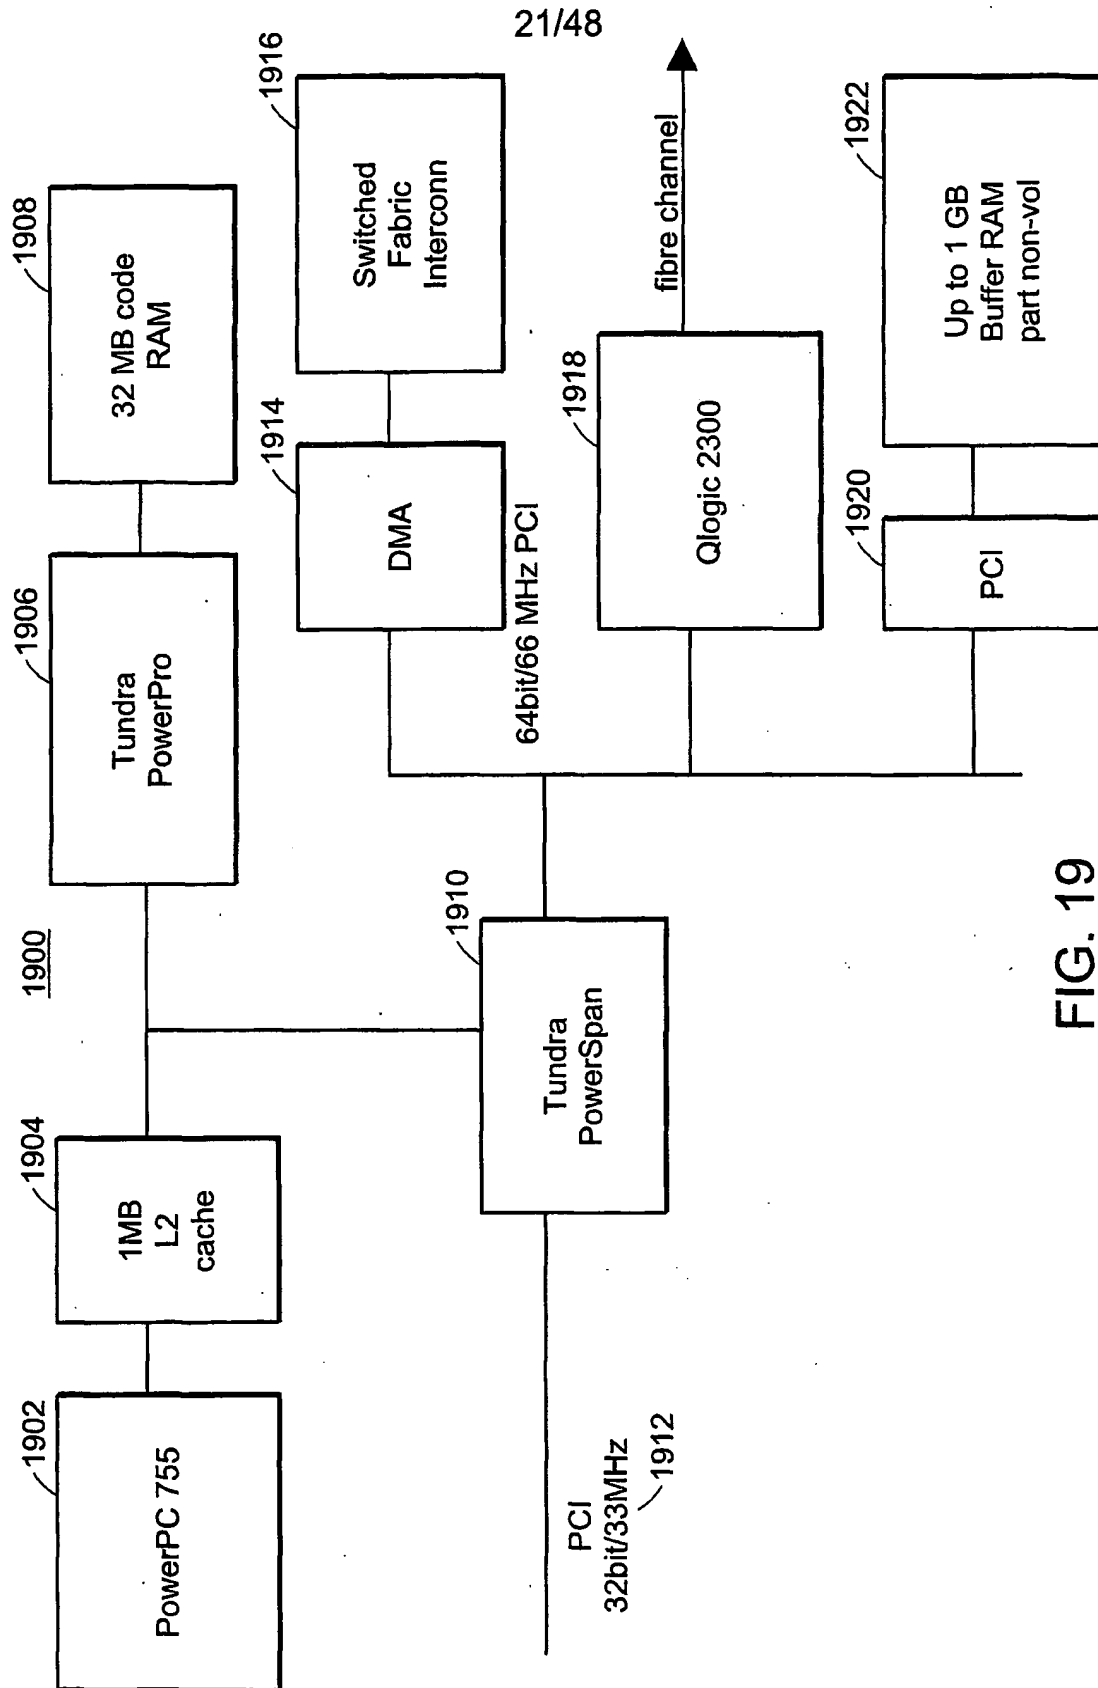 21/48
1900
1902
PowerPC 755
1904
1MB
L2
cache
1906
Tundra
PowerPro
1908
32 MB code
RAM
PCI
32bit/33MHz
1912
1910
Tundra
PowerSpan
64bit/66 MHz PCI
1914
DMA
1916
Switched
Fabric
Interconn
1918
Qlogic 2300
fibre channel
1920
PCI
1922
Up to 1 GB
Buffer RAM
part non-vol
FIG. 19